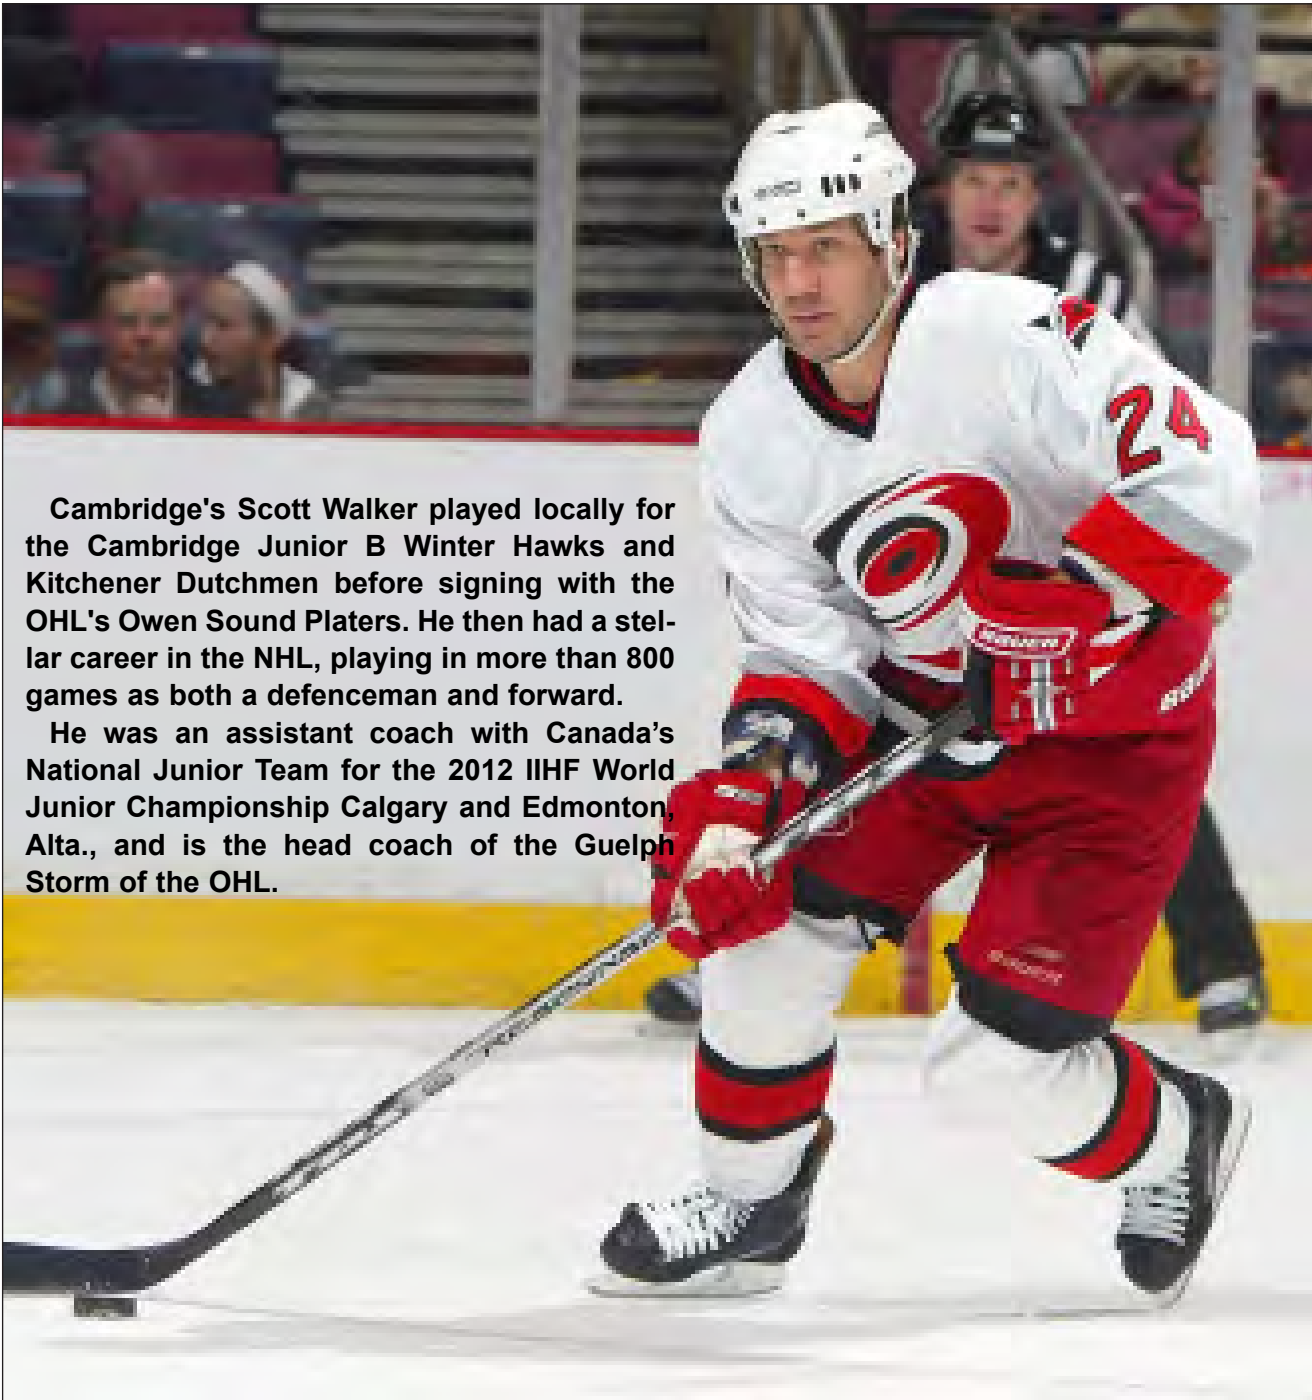 24
Cambridge's Scott Walker played locally for
the Cambridge Junior B Winter Hawks and
Kitchener Dutchmen before signing with the
OHL's Owen Sound Platers. He then had a stel-
lar career in the NHL, playing in more than 800
games as both a defenceman and forward.
He was an assistant coach with Canada’s
National Junior Team for the 2012 IIHF World
Junior Championship Calgary and Edmonton,
Alta., and is the head coach of the Guelph
Storm of the OHL.
BAUER